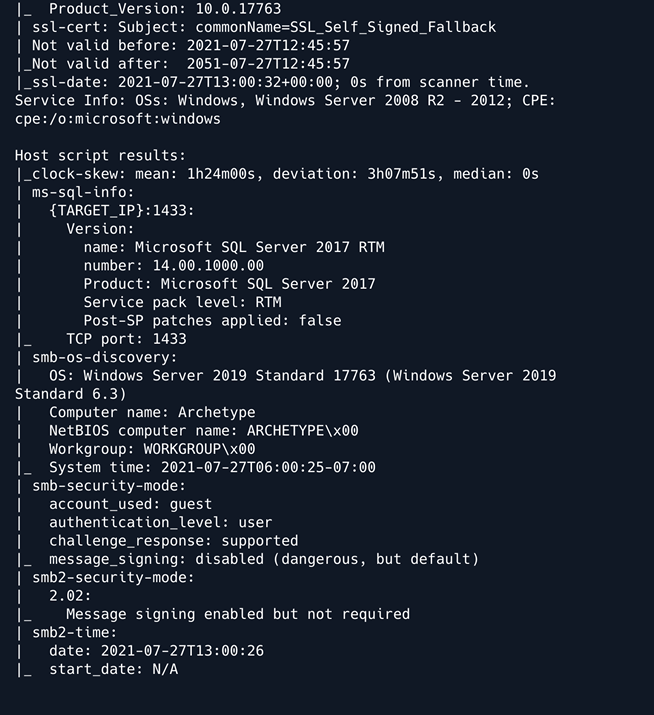 |_  Product_Version: 10.0.17763
| ssl-cert: Subject: commonName=SSL_Self_Signed_Fallback
| Not valid before: 2021-07-27T12:45:57
|_Not valid after:  2051-07-27T12:45:57
|_ssl-date: 2021-07-27T13:00:32+00:00; 0s from scanner time.
Service Info: OSs: Windows, Windows Server 2008 R2 - 2012; CPE:
cpe:/o:microsoft:windows

Host script results:
|_clock-skew: mean: 1h24m00s, deviation: 3h07m51s, median: 0s
| ms-sql-info:
|   {TARGET_IP}:1433:
|     Version:
|       name: Microsoft SQL Server 2017 RTM
|       number: 14.00.1000.00
|       Product: Microsoft SQL Server 2017
|       Service pack level: RTM
|       Post-SP patches applied: false
|_    TCP port: 1433
| smb-os-discovery:
|   OS: Windows Server 2019 Standard 17763 (Windows Server 2019
Standard 6.3)
|   Computer name: Archetype
|   NetBIOS computer name: ARCHETYPE\x00
|   Workgroup: WORKGROUP\x00
|_  System time: 2021-07-27T06:00:25-07:00
| smb-security-mode:
|   account_used: guest
|   authentication_level: user
|   challenge_response: supported
|_  message_signing: disabled (dangerous, but default)
| smb2-security-mode:
|   2.02:
|_    Message signing enabled but not required
| smb2-time:
|   date: 2021-07-27T13:00:26
|_  start_date: N/A